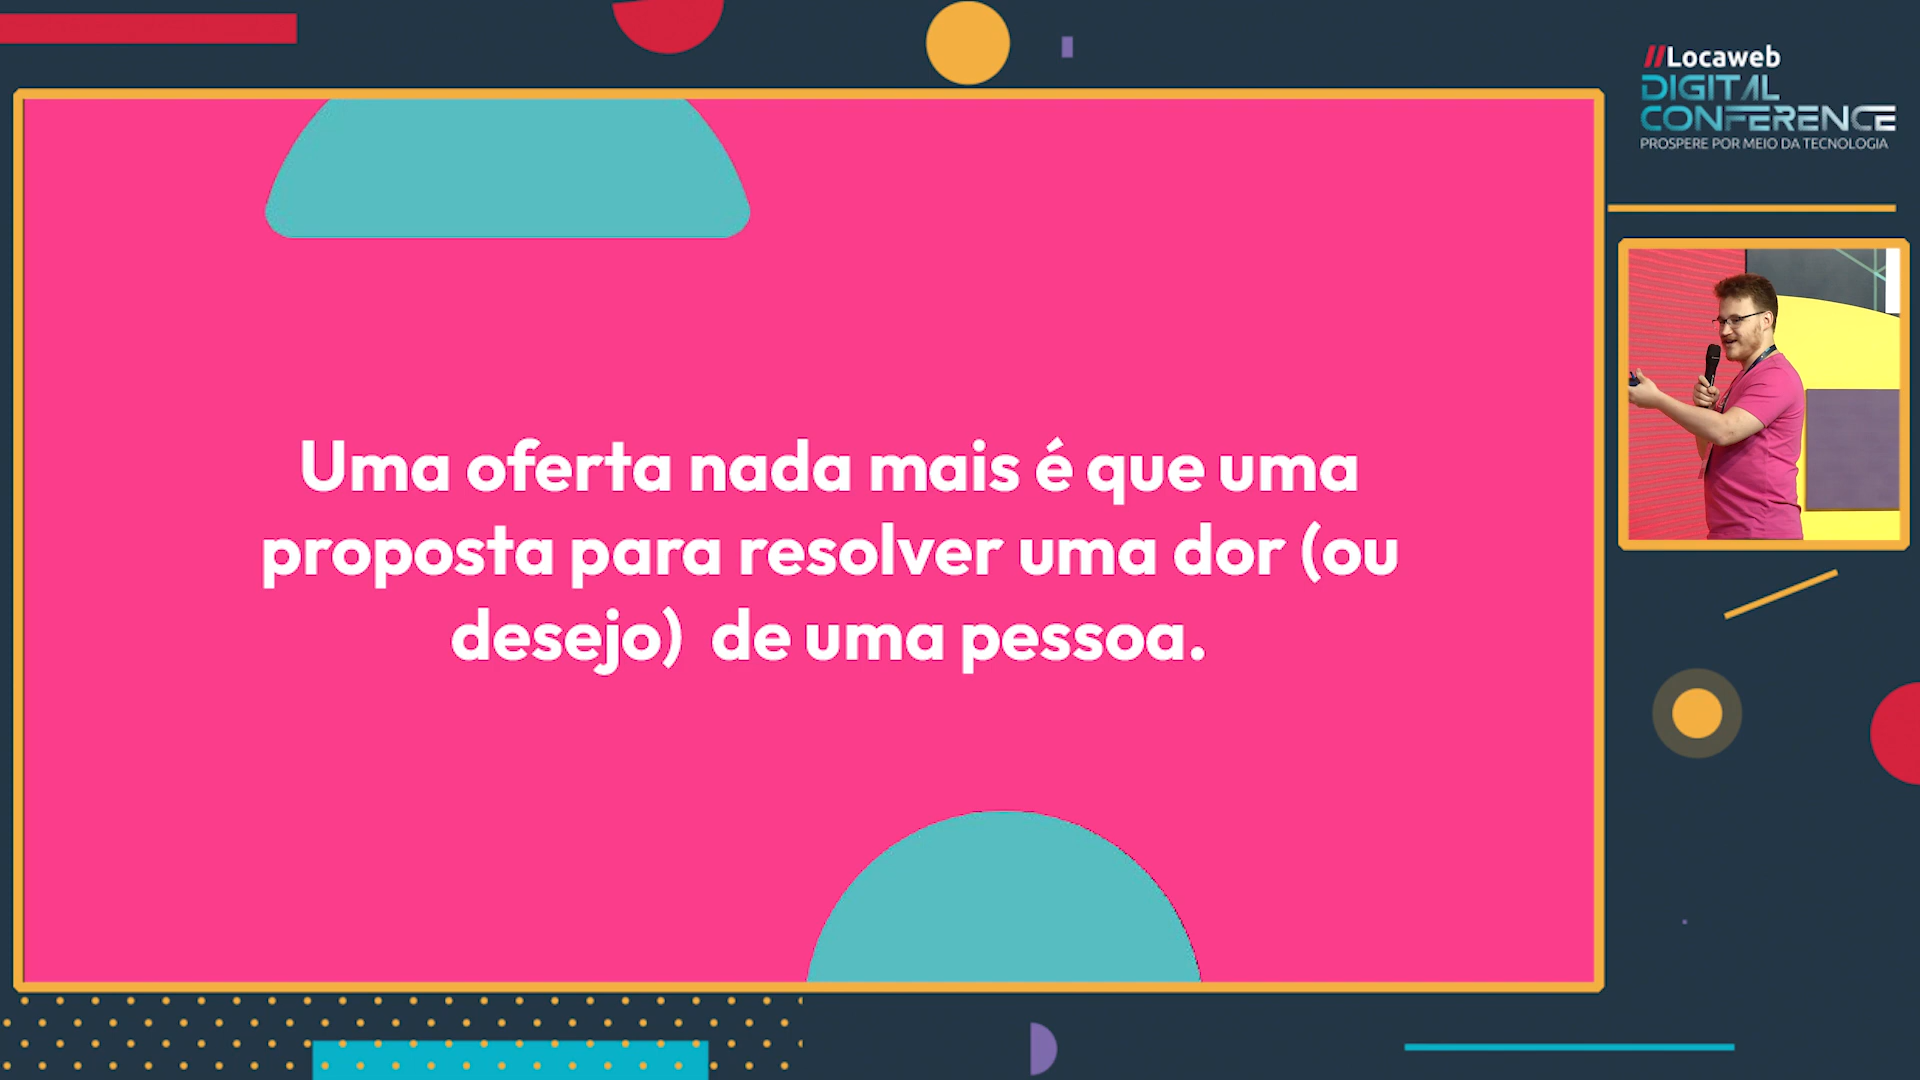 //Locaweb
DIGITAL
CONFERENCE
PROSPERE POR MEIO DA TECNOLOGIA
Uma oferta nada mais é que uma
proposta para resolver uma dor (ou
desejo)  de uma pessoa.